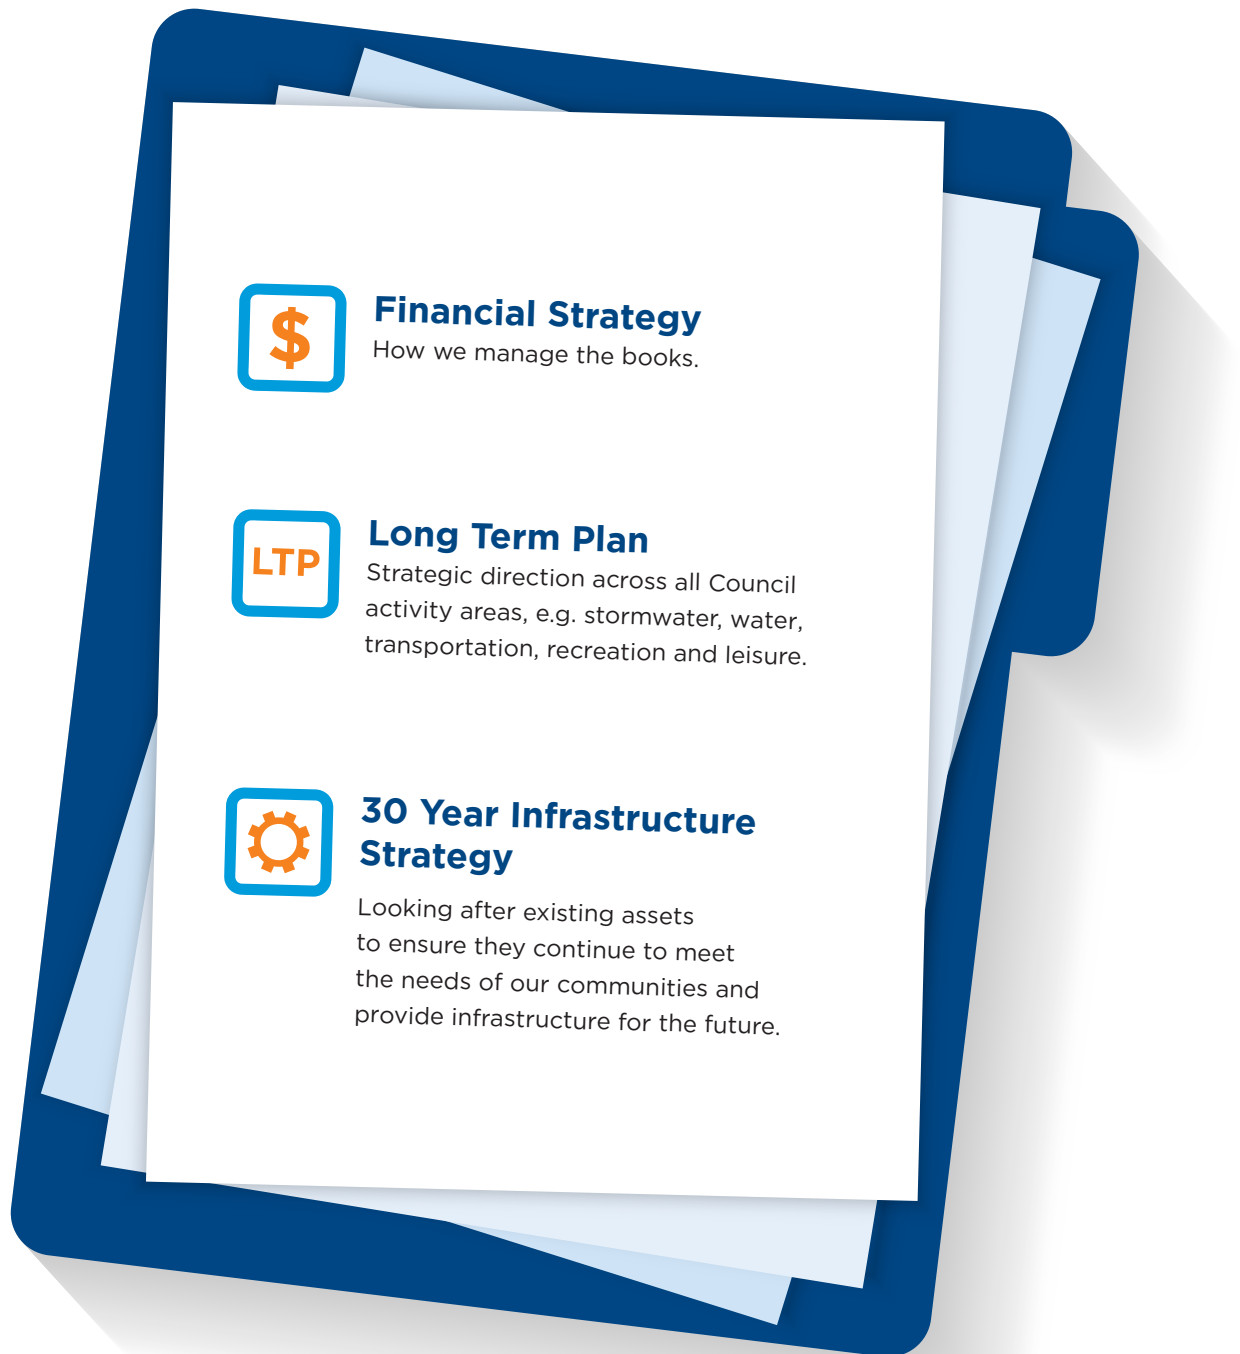 $
Financial Strategy
How we manage the books.
LTP
Long Term Plan
Strategic direction across all Council
activity areas, e.g. stormwater, water,
transportation, recreation and leisure.
30 Year Infrastructure
Strategy
Looking after existing assets
to ensure they continue to meet
the needs of our communities and
provide infrastructure for the future.